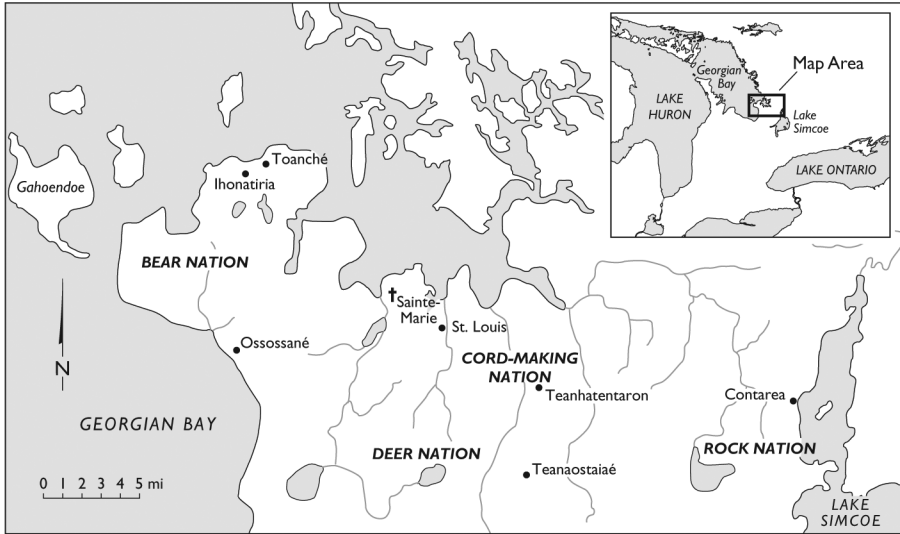 Georgian
Bay
Map Area
LAKE
HURON
Lake
Simcoe
LAKE ONTARIO
Toanché
Ihonatiria
Gahoendoe
BEAR NATION
Sainte-
Marie
St. Louis
Ossossané
N
CORD-MAKING
NATION
Teanhatentaron
Contarea
GEORGIAN BAY
DEER NATION
ROCK NATION
Teanaostaiaé
0 1 2 3 4 5 mi
LAKE
SIMCOE